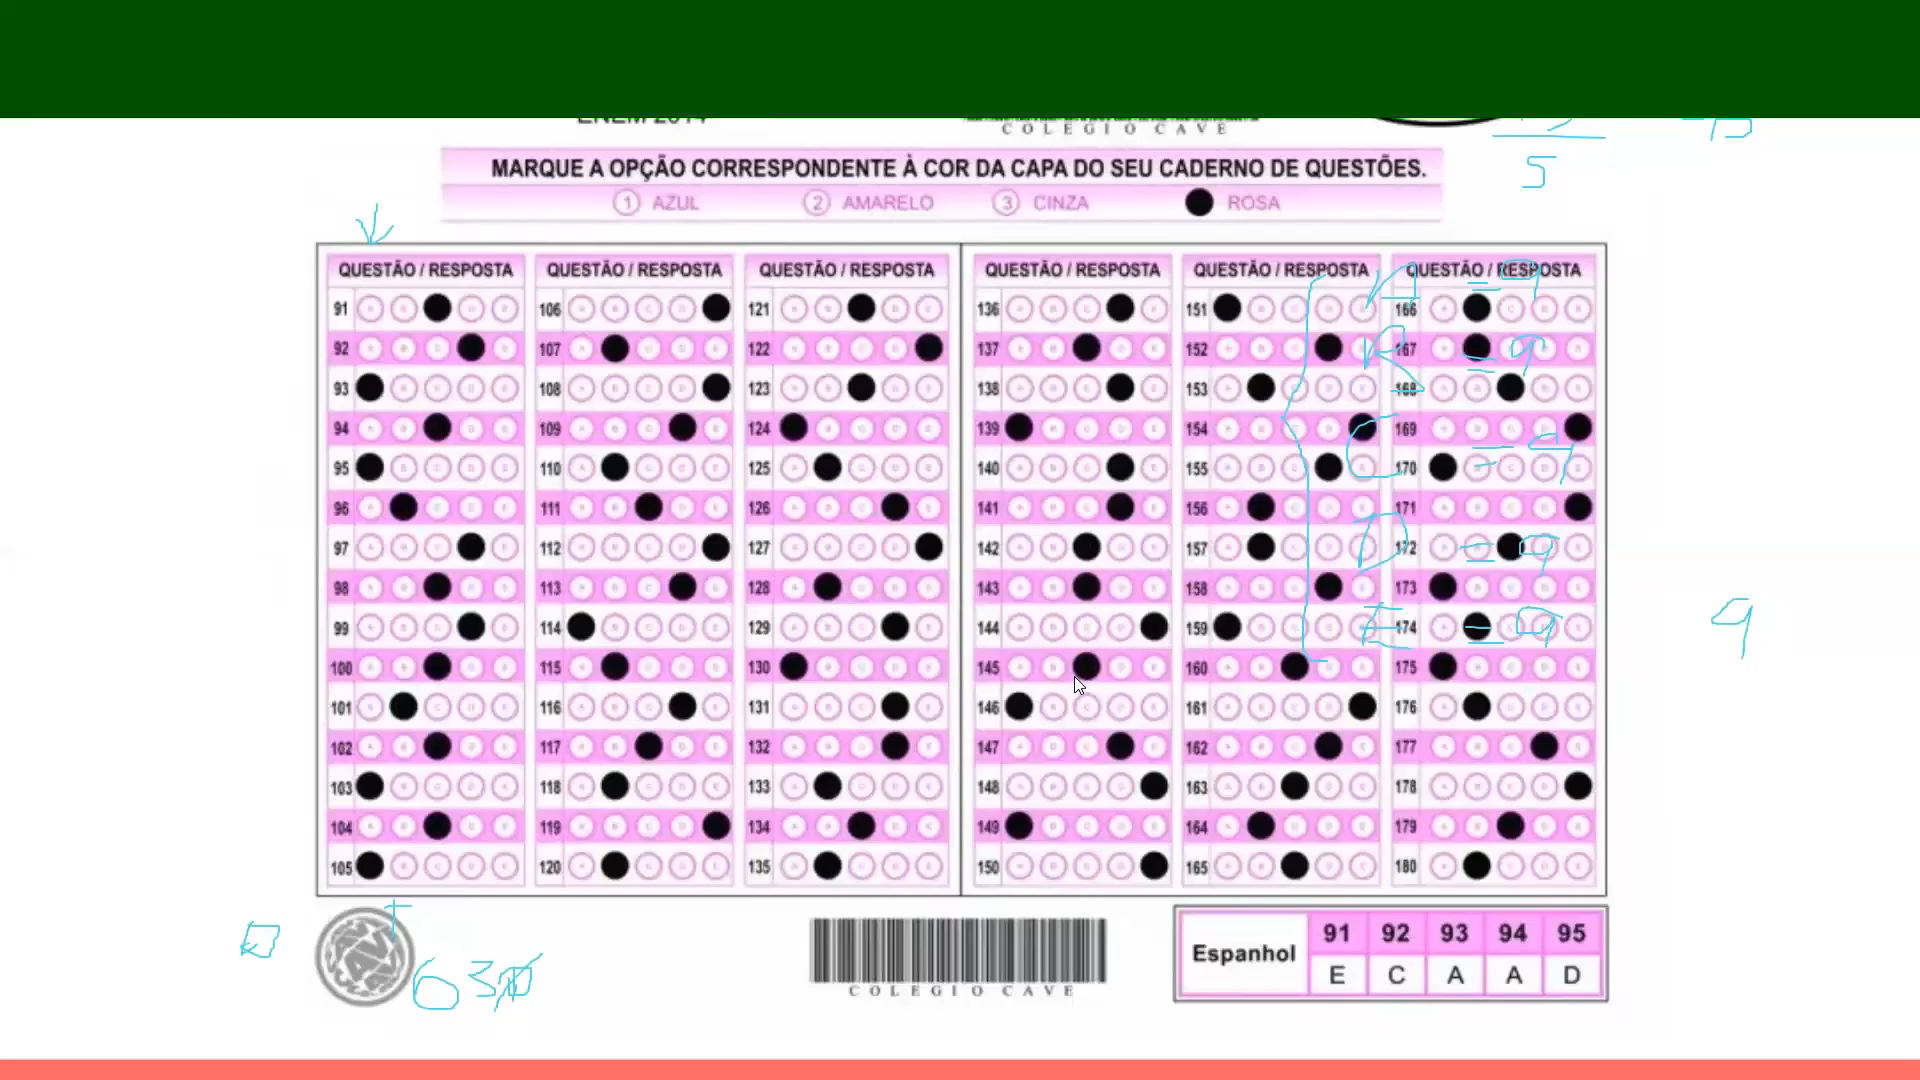 COLEGIO CAVE
5
MARQUE A OPÇÃO CORRESPONDENTE À COR DA CAPA DO SEU CADERNO DE QUESTÕES.
1 AZUL 2 AMARELO 3 CINZA ROSA
QUESTÃO / RESPOSTA QUESTÃO / RESPOSTA QUESTÃO / RESPOSTA QUESTÃO / RESPOSTA QUESTÃO / RESPOSTA QUESTÃO / RESPOSTA
91 106 121 136 151 166
92 107 122 137 152 167
93 108 123 138 153 168
94 109 124 139 154 169
95 110 125 140 155 170
96 111 126 141 156 171
97 112 127 142 157 172
98 113 128 143 158 173
99 114 129 144 159 174
100 115 130 145 160 175
101 116 131 146 161 176
102 117 132 147 162 177
103 118 133 148 163 178
104 119 134 149 164 179
105 120 135 150 165 180
C = 9
D = 9
E = 9
9
COLEGIO CAVE
Espanhol 91 92 93 94 95
E C A A D